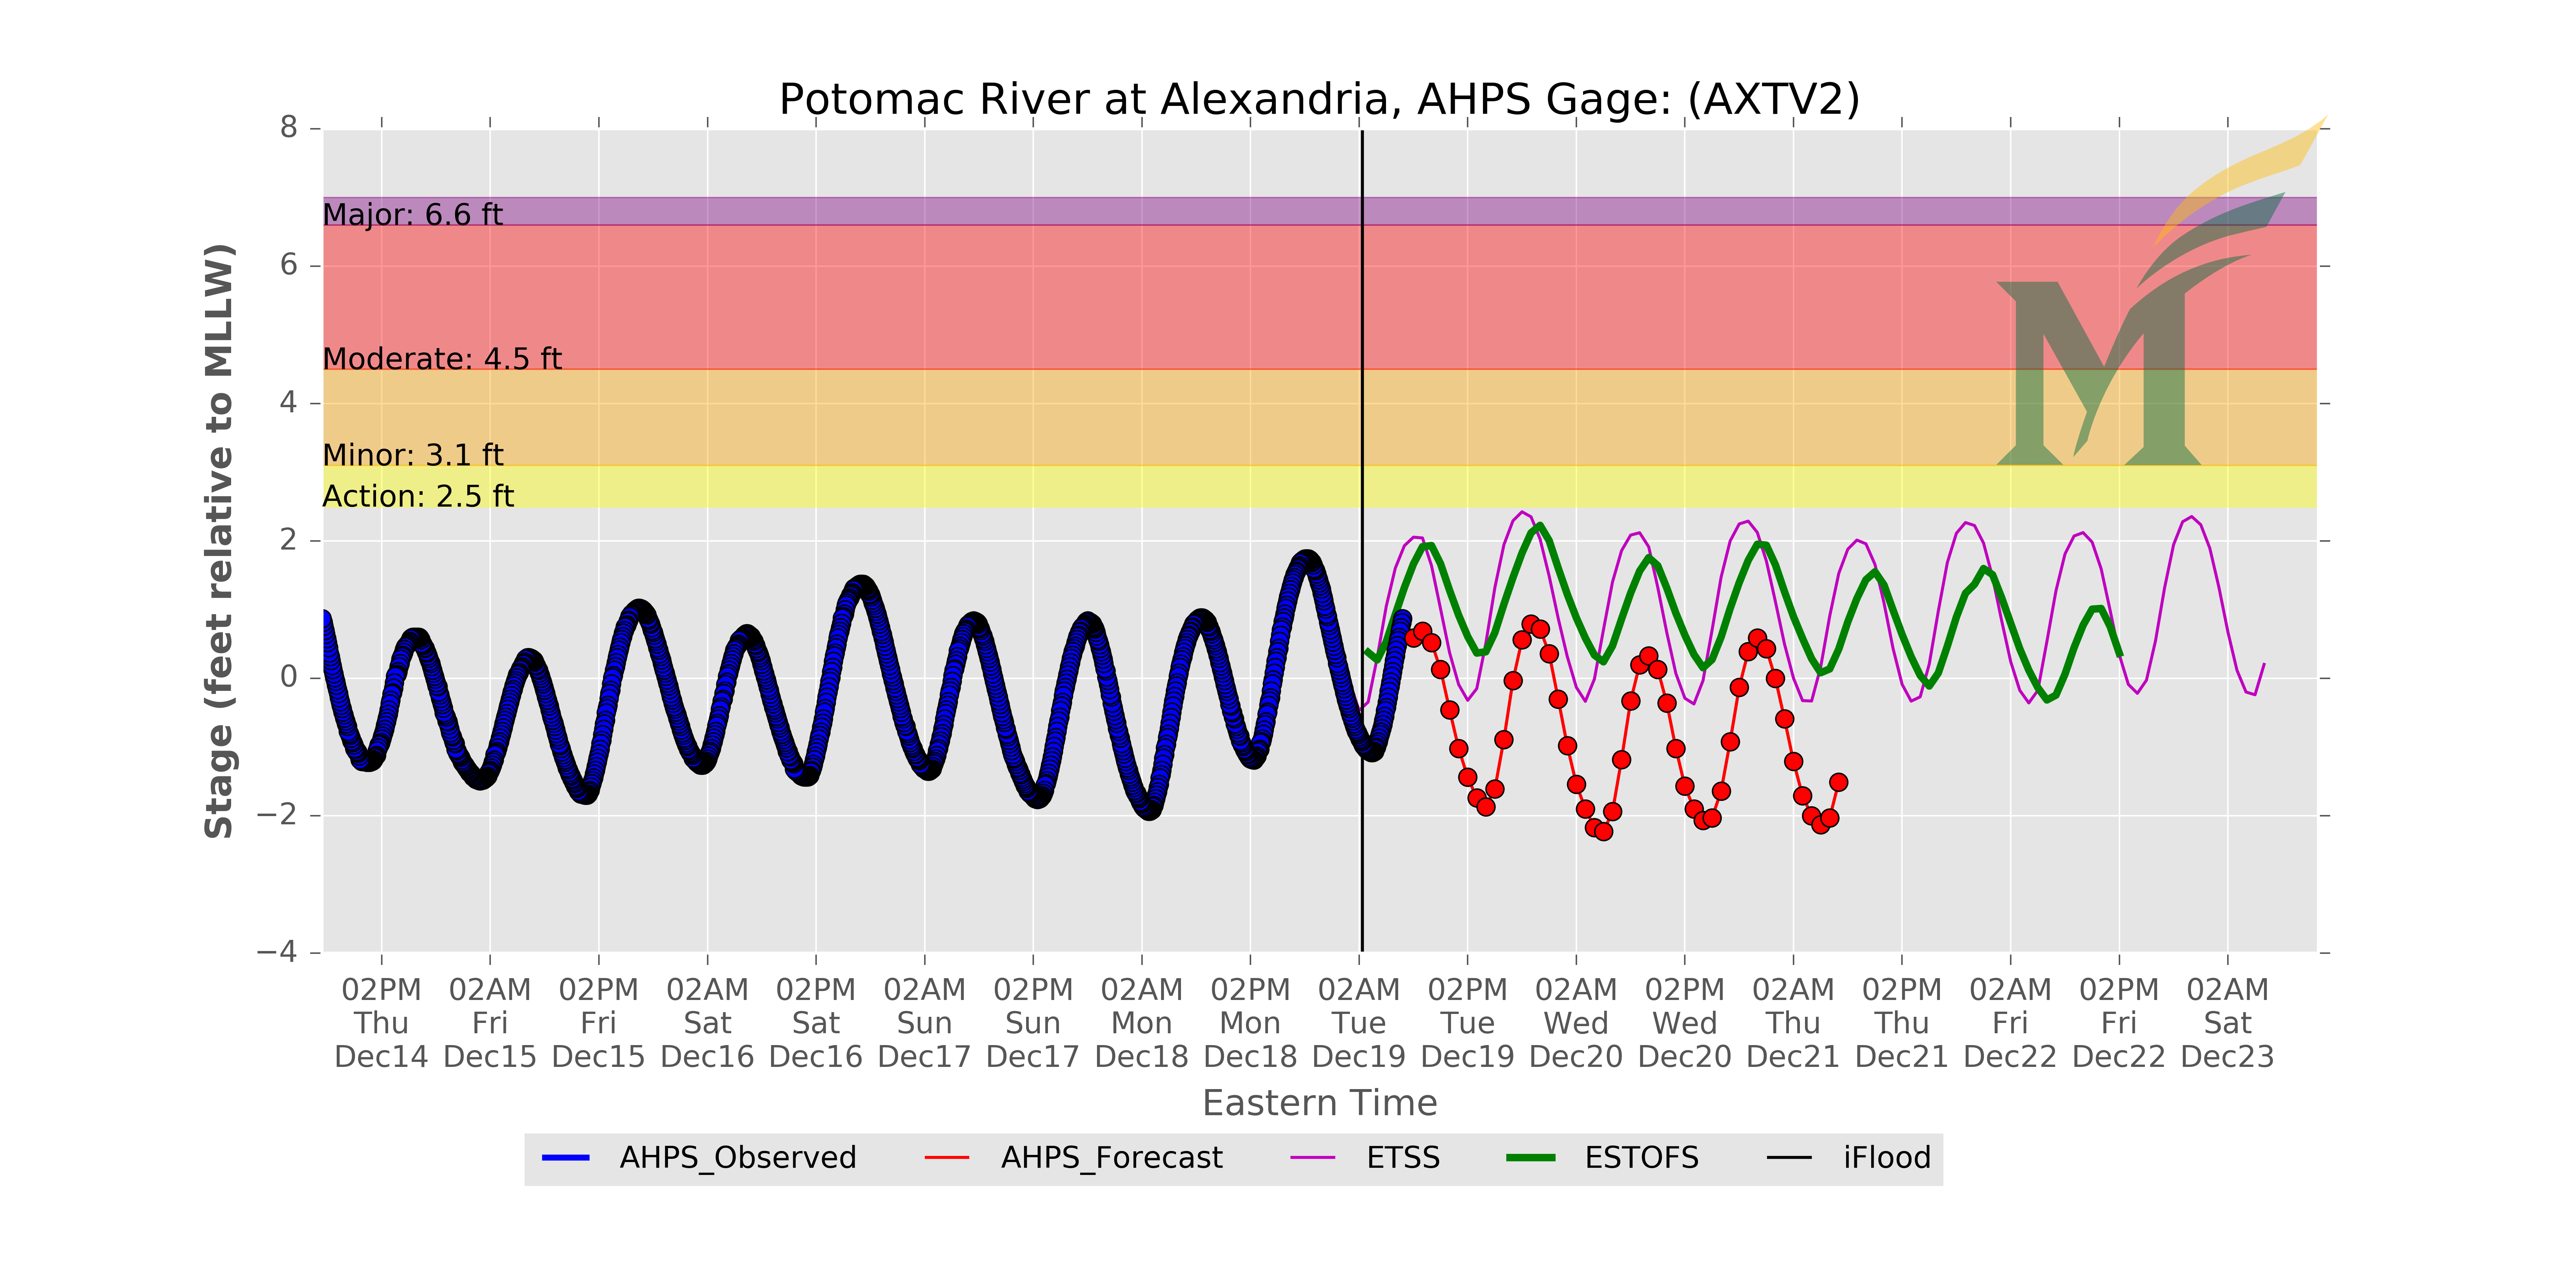 Potomac River at Alexandria, AHPS Gage: (AXTV2)
Stage (feet relative to MLLW)
8
6
4
2
0
−2
−4
Major: 6.6 ft
Moderate: 4.5 ft
Minor: 3.1 ft
Action: 2.5 ft
02PM 02AM 02PM 02AM 02PM 02AM 02PM 02AM 02PM 02AM 02PM 02AM 02PM 02AM 02PM 02AM 02PM 02AM
Thu Fri Fri Sat Sat Sun Sun Mon Mon Tue Tue Wed Wed Thu Thu Fri Fri Sat
Dec14 Dec15 Dec15 Dec16 Dec16 Dec17 Dec17 Dec18 Dec18 Dec19 Dec19 Dec20 Dec20 Dec21 Dec21 Dec22 Dec22 Dec23
Eastern Time
AHPS_Observed AHPS_Forecast ETSS ESTOFS iFlood
M